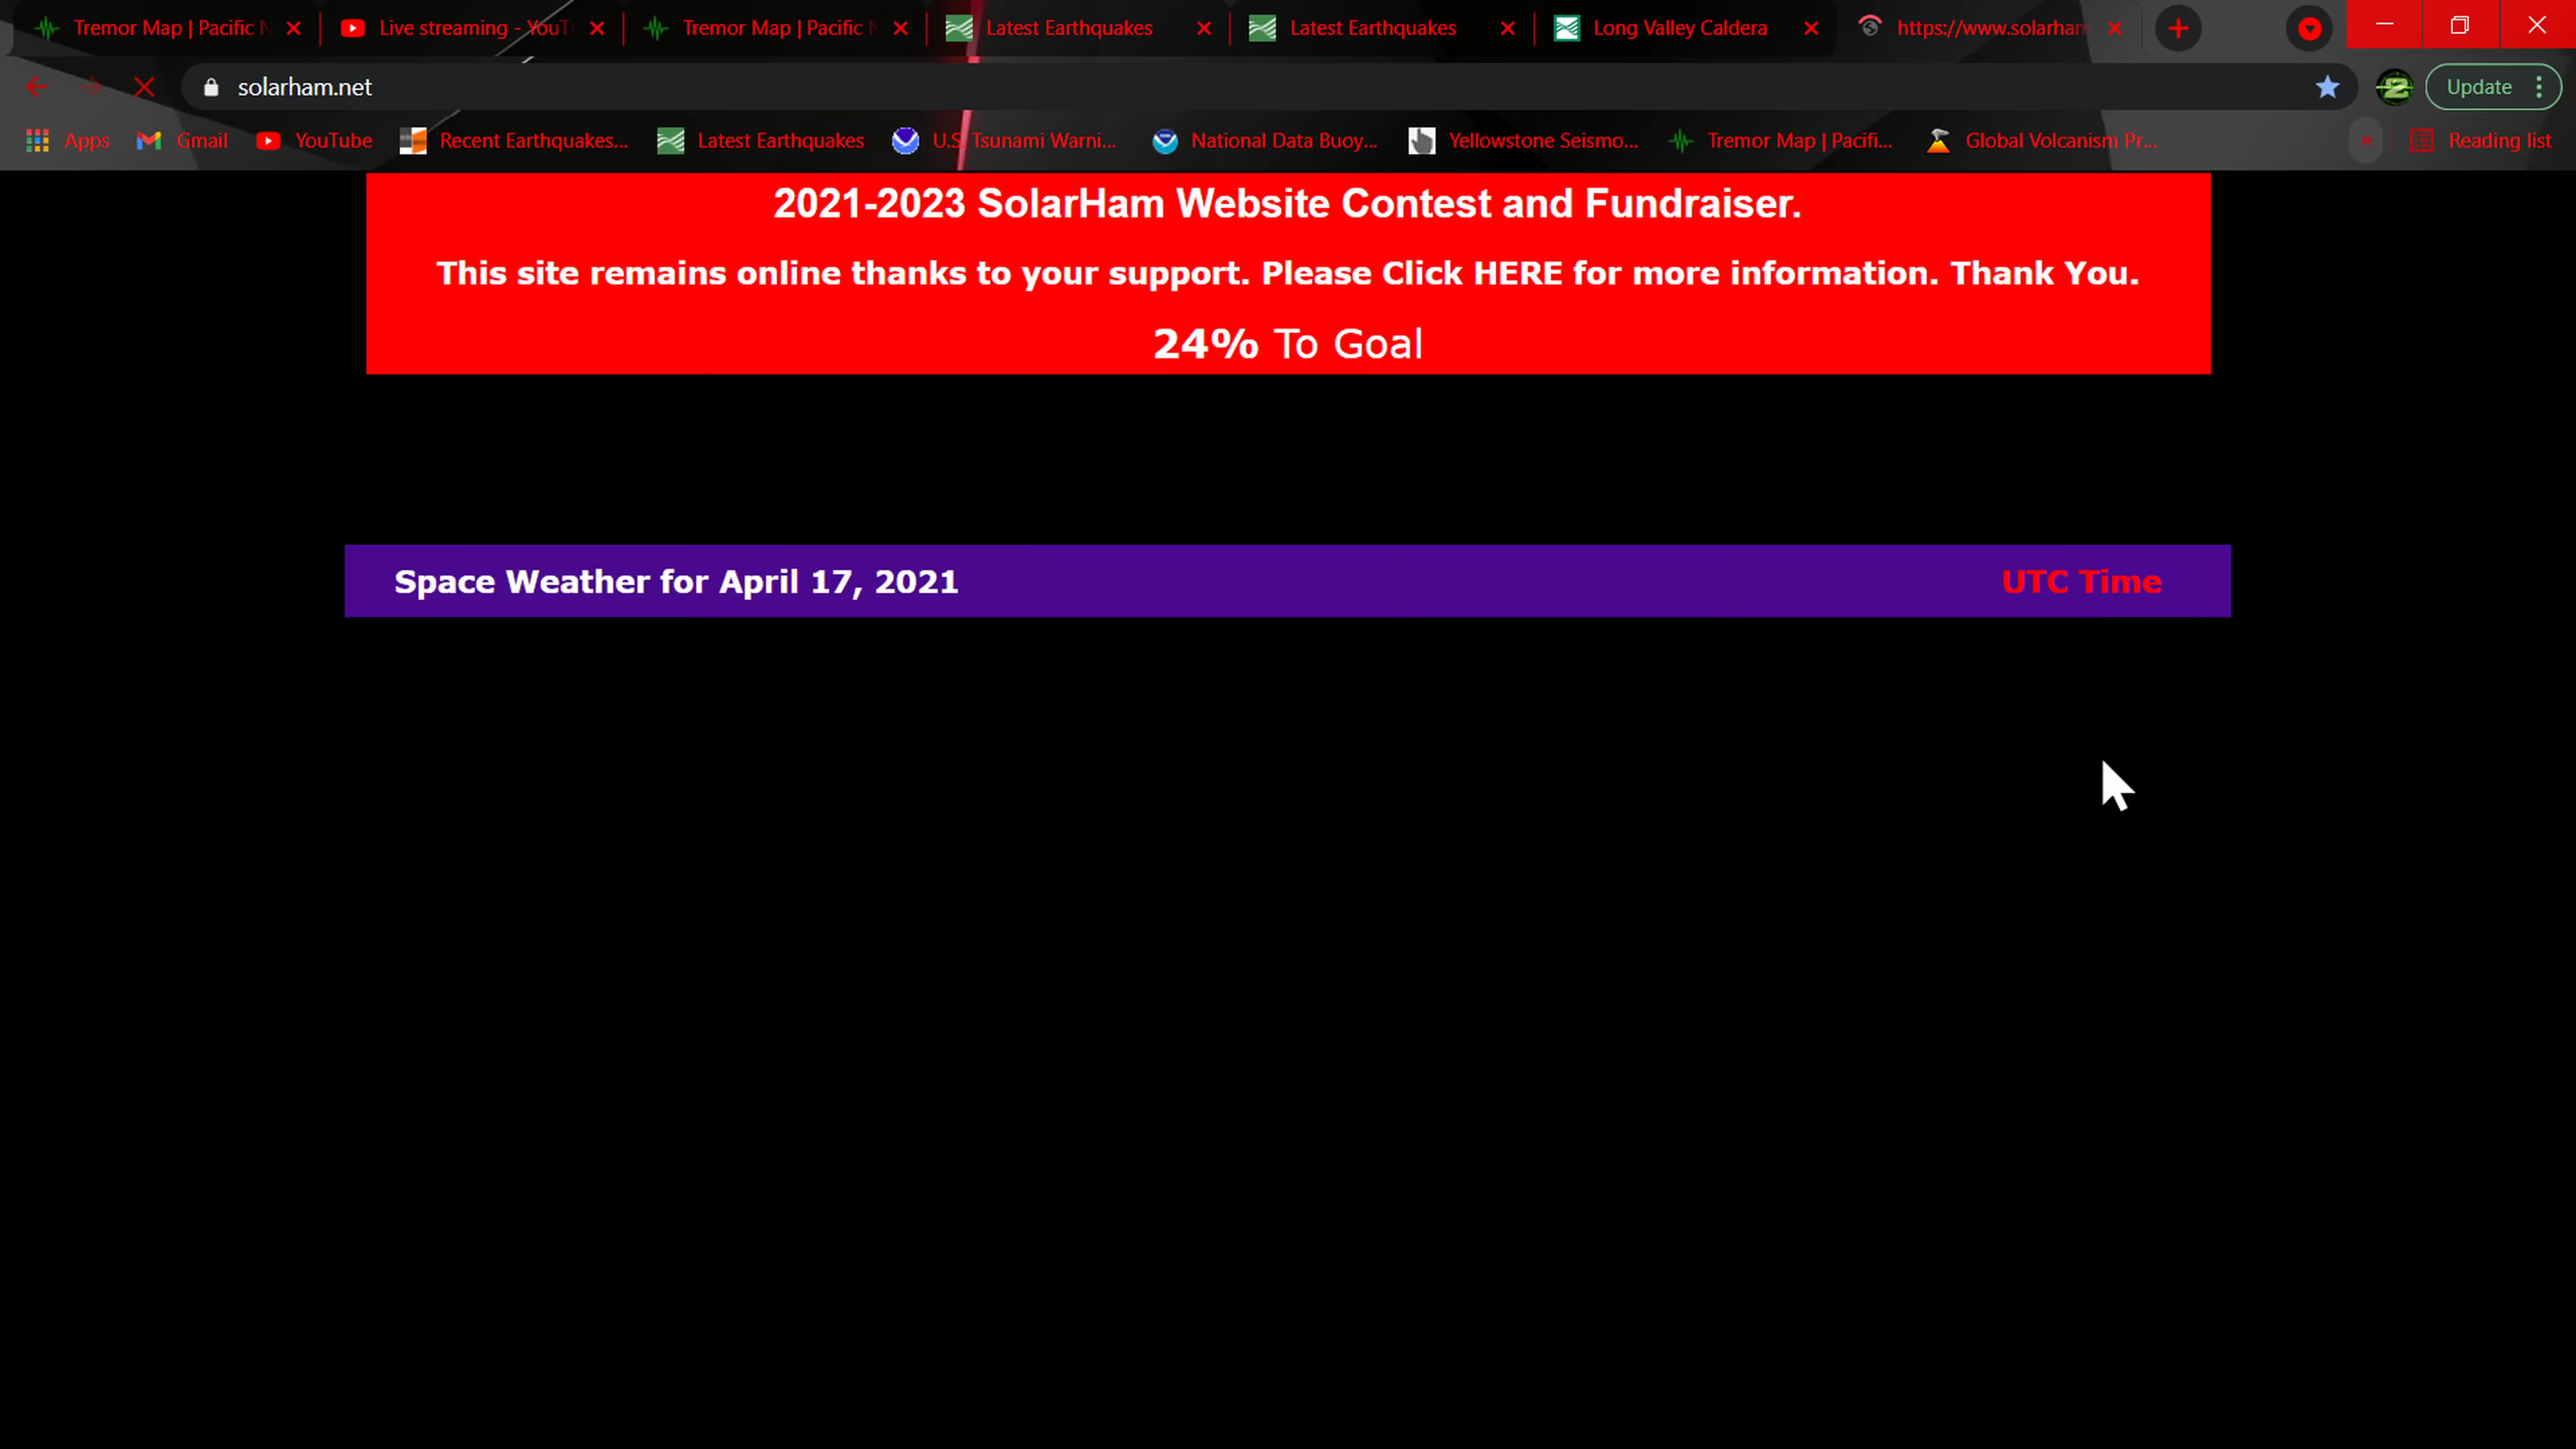 Tremor Map | Pacific N
Live streaming - YouTu
Tremor Map | Pacific N
Latest Earthquakes
Latest Earthquakes
Long Valley Caldera
https://www.solarham
solarham.net
Update
Apps
Gmail
YouTube
Recent Earthquakes...
Latest Earthquakes
U.S. Tsunami Warni...
National Data Buoy...
Yellowstone Seismo...
Tremor Map | Pacifi...
Global Volcanism Pr...
»
Reading list
2021-2023 SolarHam Website Contest and Fundraiser.
This site remains online thanks to your support. Please Click HERE for more information. Thank You.
24% To Goal
Space Weather for April 17, 2021
UTC Time